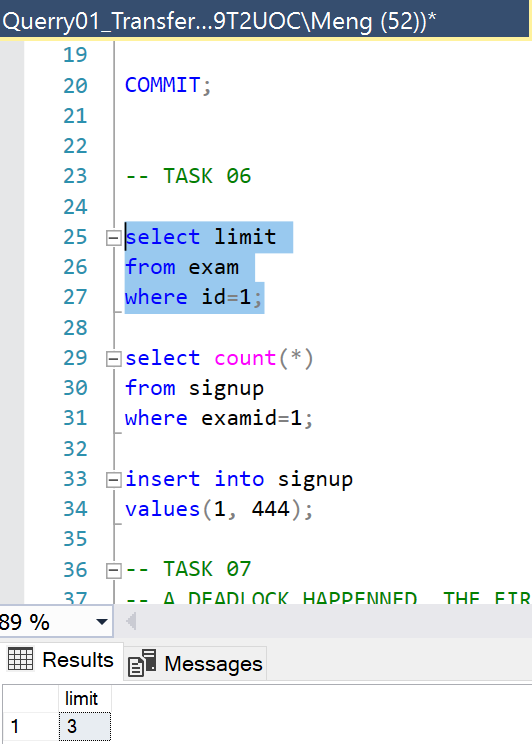 Querry01_Transfer...9T2UOC\Meng (52))*
19
20 COMMIT;
21
22
23 -- TASK 06
24
25 select limit
26 from exam
27 where id=1;
28
29 select count(*)
30 from signup
31 where examid=1;
32
33 insert into signup
34 values(1, 444);
35
36 -- TASK 07
37 -- A DEADLOCK HAPPENNED. THE FIR
89 %
Results Messages
limit
1 3